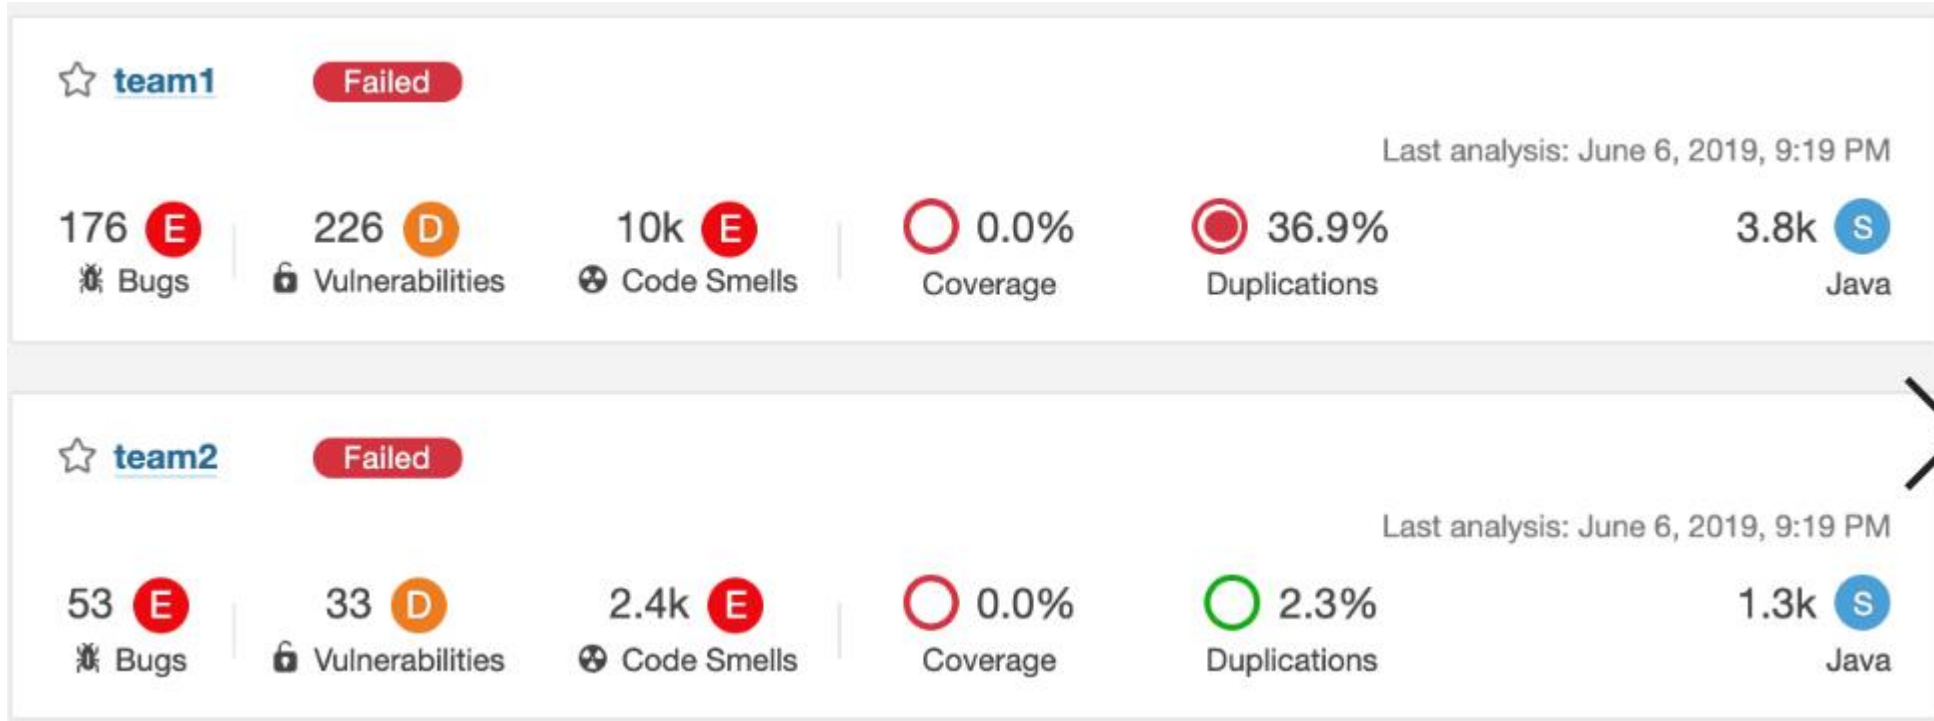 team1 Failed
Last analysis: June 6, 2019, 9:19 PM
176 E 226 D 10k E 0.0% 36.9% 3.8k S
Bugs Vulnerabilities Code Smells Coverage Duplications Java
team2 Failed
Last analysis: June 6, 2019, 9:19 PM
53 E 33 D 2.4k E 0.0% 2.3% 1.3k S
Bugs Vulnerabilities Code Smells Coverage Duplications Java